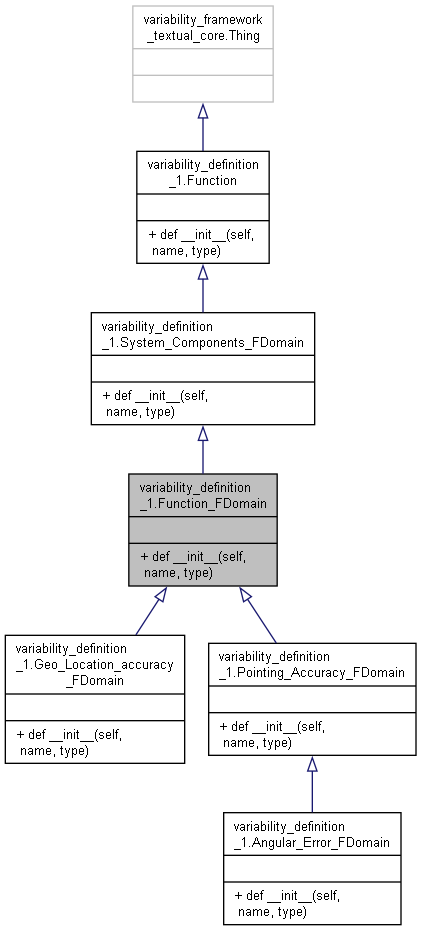 variability_framework
_textual_core.Thing
variability_definition
_1.Function
+ def __init__(self,
name, type)
variability_definition
_1.System_Components_FDomain
+ def __init__(self,
name, type)
variability_definition
_1.Function_FDomain
+ def __init__(self,
name, type)
variability_definition
_1.Geo_Location_accuracy
_FDomain
+ def __init__(self,
name, type)
variability_definition
_1.Pointing_Accuracy_FDomain
+ def __init__(self,
name, type)
variability_definition
_1.Angular_Error_FDomain
+ def __init__(self,
name, type)